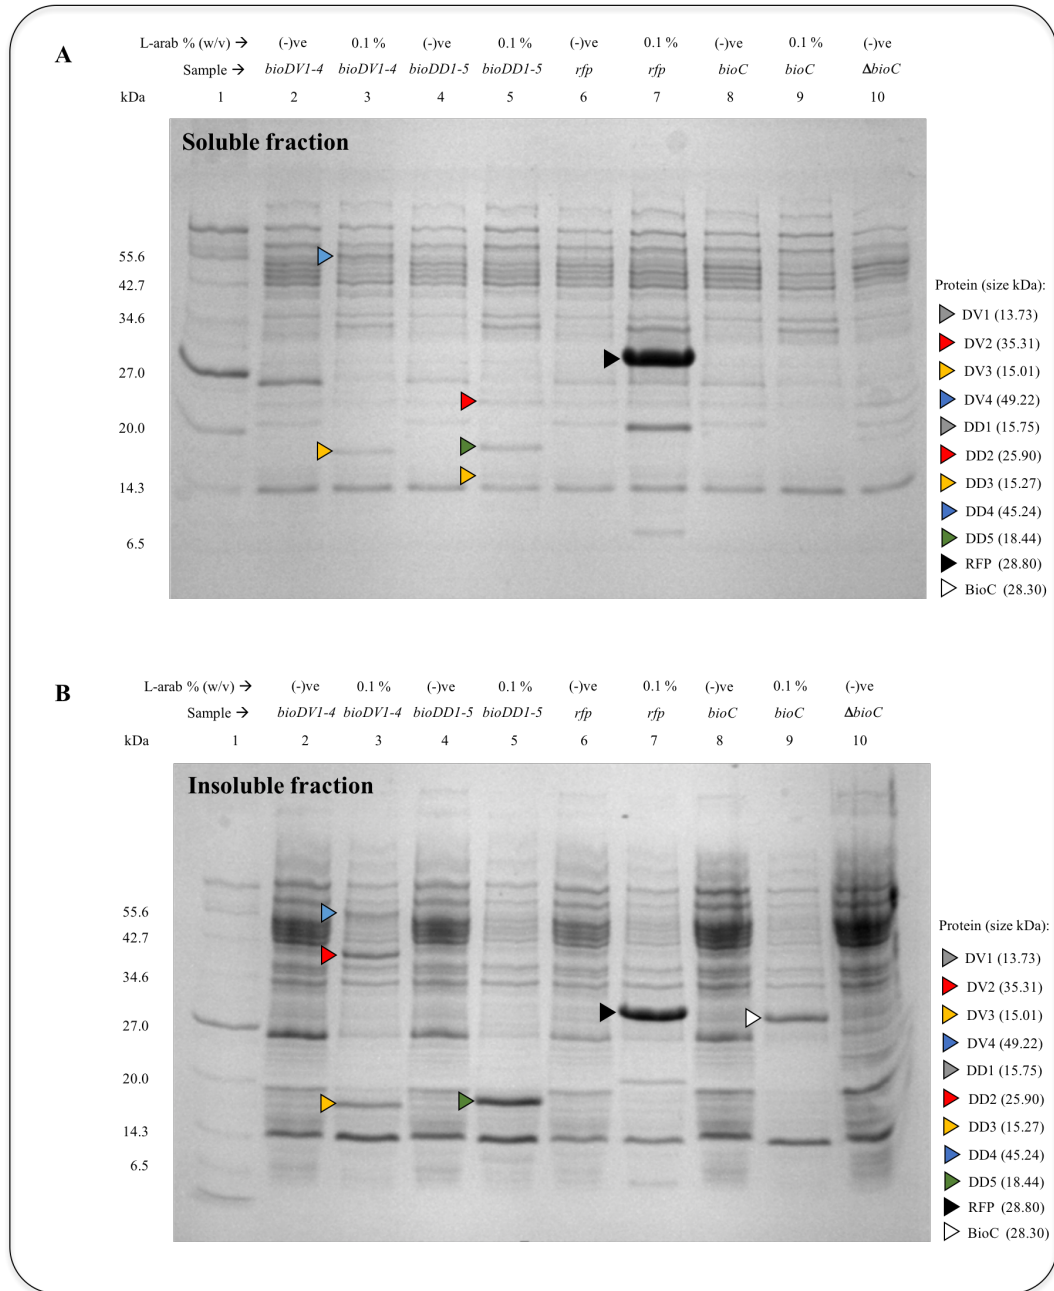 A
L-arab % (w/v) → (-)ve 0.1 % (-)ve 0.1 % (-)ve 0.1 % (-)ve 0.1 % (-)ve
Sample → bioDV1-4 bioDV1-4 bioDD1-5 bioDD1-5 rfp rfp bioC bioC ΔbioC
kDa 1 2 3 4 5 6 7 8 9 10
Soluble fraction
55.6
42.7
34.6
27.0
20.0
14.3
6.5
Protein (size kDa):
DV1 (13.73)
DV2 (35.31)
DV3 (15.01)
DV4 (49.22)
DD1 (15.75)
DD2 (25.90)
DD3 (15.27)
DD4 (45.24)
DD5 (18.44)
RFP (28.80)
BioC (28.30)
B
L-arab % (w/v) → (-)ve 0.1 % (-)ve 0.1 % (-)ve 0.1 % (-)ve 0.1 % (-)ve
Sample → bioDV1-4 bioDV1-4 bioDD1-5 bioDD1-5 rfp rfp bioC bioC ΔbioC
kDa 1 2 3 4 5 6 7 8 9 10
Insoluble fraction
55.6
42.7
34.6
27.0
20.0
14.3
6.5
Protein (size kDa):
DV1 (13.73)
DV2 (35.31)
DV3 (15.01)
DV4 (49.22)
DD1 (15.75)
DD2 (25.90)
DD3 (15.27)
DD4 (45.24)
DD5 (18.44)
RFP (28.80)
BioC (28.30)